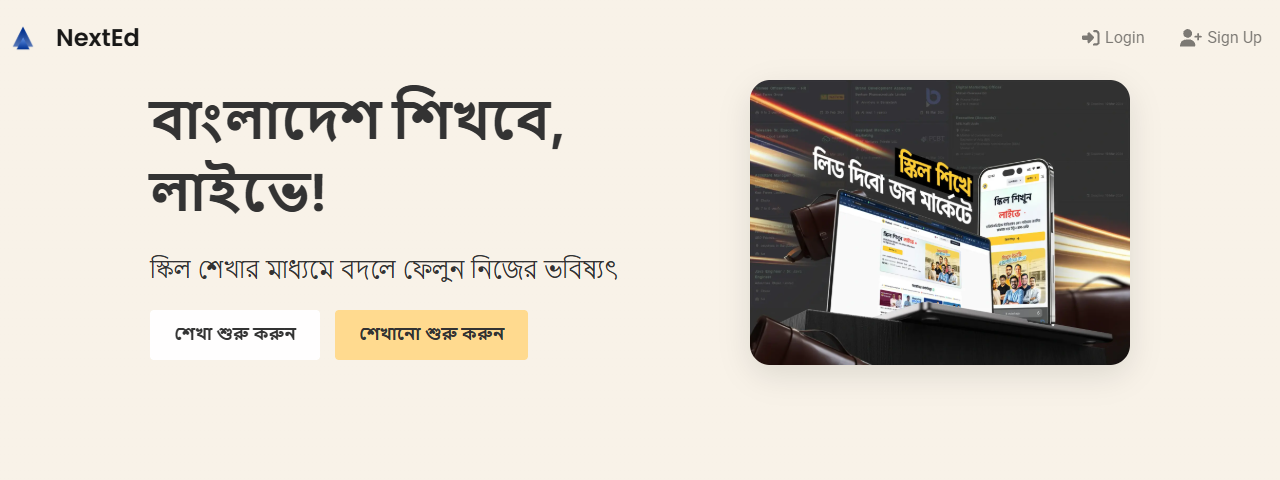 NextEd
Login
Sign Up
বাংলাদেশ শিখবে,
লাইভে!
স্কিল শেখার মাধ্যমে বদলে ফেলুন নিজের ভবিষ্যৎ
শেখা শুরু করুন
শেখানো শুরু করুন
স্কিল শিখে
লিড দিবো জব মার্কেটে
স্কিল শিখুন
লাইভে